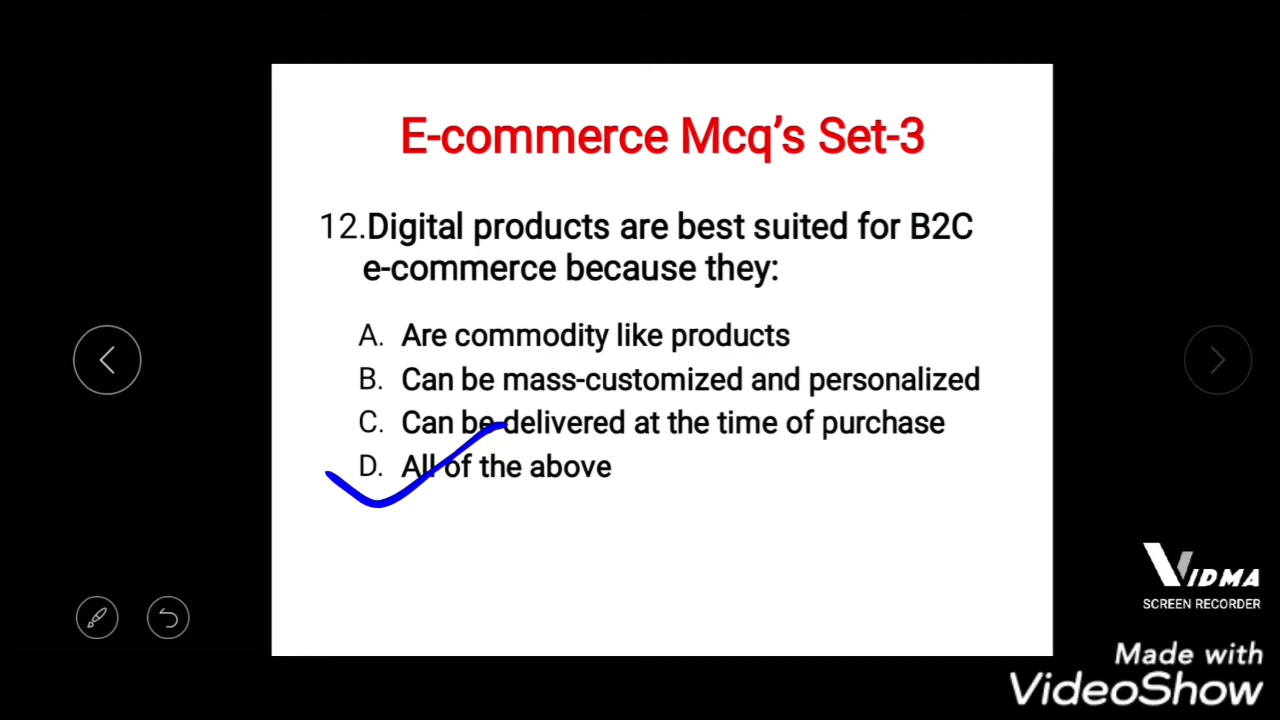 E-commerce Mcq's Set-3
12.Digital products are best suited for B2C
e-commerce because they:
A. Are commodity like products
B. Can be mass-customized and personalized
C. Can be delivered at the time of purchase
D. All of the above
VIDMA
SCREEN RECORDER
Made with
VideoShow